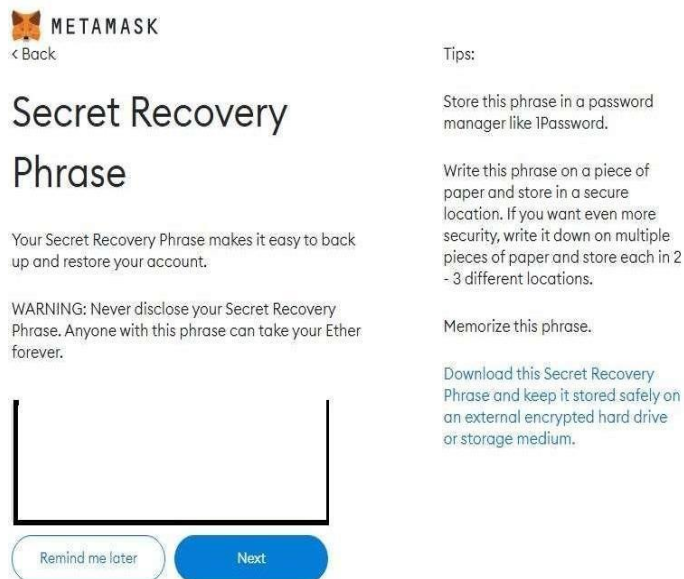 METAMASK
< Back
Secret Recovery
Phrase
Your Secret Recovery Phrase makes it easy to back
up and restore your account.
WARNING: Never disclose your Secret Recovery
Phrase. Anyone with this phrase can take your Ether
forever.
Remind me later
Next
Tips:
Store this phrase in a password
manager like 1Password.
Write this phrase on a piece of
paper and store in a secure
location. If you want even more
security, write it down on multiple
pieces of paper and store each in 2
- 3 different locations.
Memorize this phrase.
Download this Secret Recovery
Phrase and keep it stored safely on
an external encrypted hard drive
or storage medium.